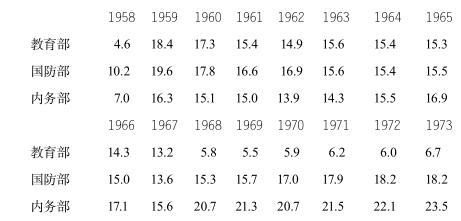 1958 1959 1960 1961 1962 1963 1964 1965
教育部 4.6 18.4 17.3 15.4 14.9 15.6 15.4 15.3
国防部 10.2 19.6 17.8 16.6 16.9 15.6 15.4 15.5
内务部 7.0 16.3 15.1 15.0 13.9 14.3 15.5 16.9
1966 1967 1968 1969 1970 1971 1972 1973
教育部 14.3 13.2 5.8 5.5 5.9 6.2 6.0 6.7
国防部 15.0 13.6 15.3 15.7 17.0 17.9 18.2 18.2
内务部 17.1 15.6 20.7 21.3 20.7 21.5 22.1 23.5